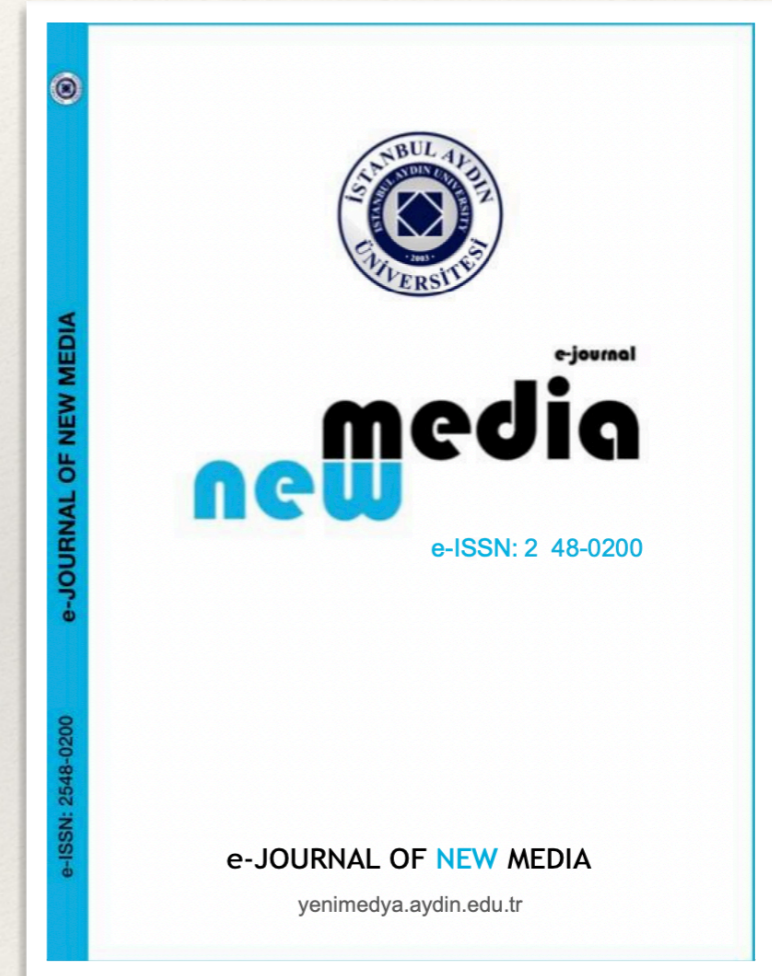 İSTANBUL AYDIN ÜNİVERSİTESİ
ISTANBUL AYDIN UNIVERSITY
• 2003 •
e-journal
media
new
e-ISSN: 2 48-0200
e-JOURNAL OF NEW MEDIA
yenimedya.aydin.edu.tr
e-JOURNAL OF NEW MEDIA
e-ISSN: 2548-0200